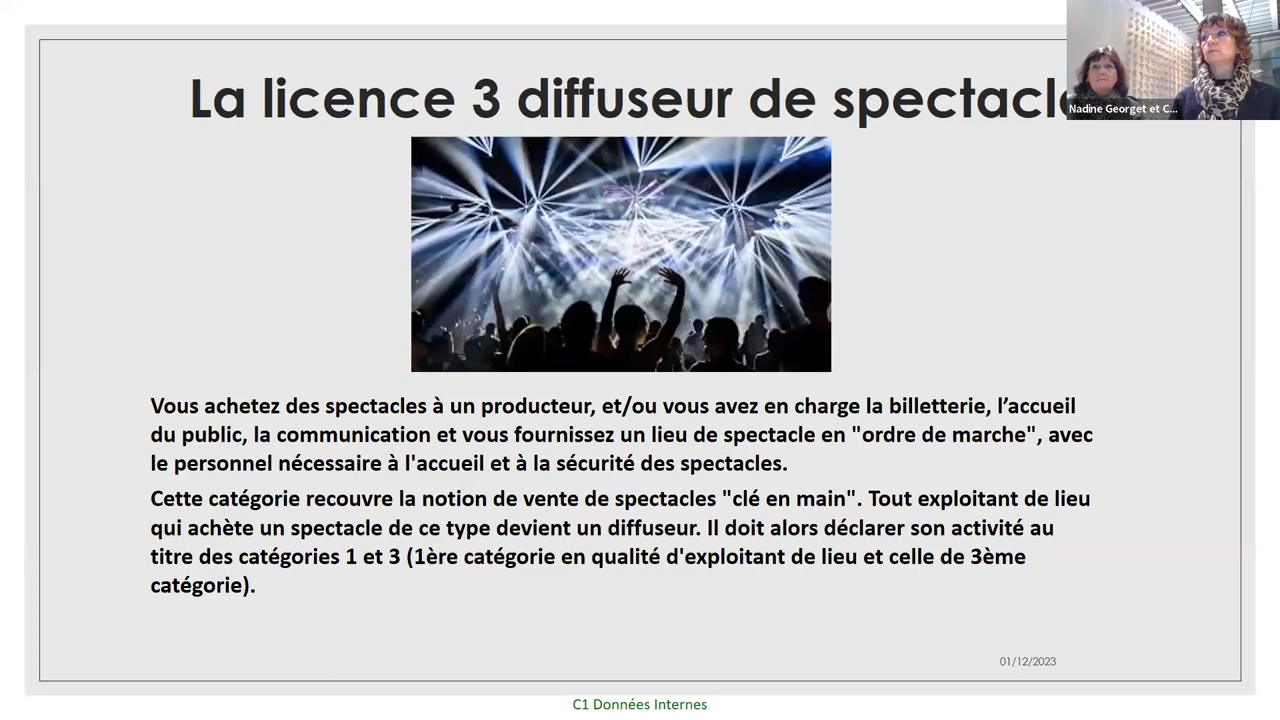 La licence 3 diffuseur de spectacle
Nadine Georget et C...
Vous achetez des spectacles à un producteur, et/ou vous avez en charge la billetterie, l’accueil
du public, la communication et vous fournissez un lieu de spectacle en "ordre de marche", avec
le personnel nécessaire à l'accueil et à la sécurité des spectacles.
Cette catégorie recouvre la notion de vente de spectacles "clé en main". Tout exploitant de lieu
qui achète un spectacle de ce type devient un diffuseur. Il doit alors déclarer son activité au
titre des catégories 1 et 3 (1ère catégorie en qualité d'exploitant de lieu et celle de 3ème
catégorie).
01/12/2023
C1 Données Internes